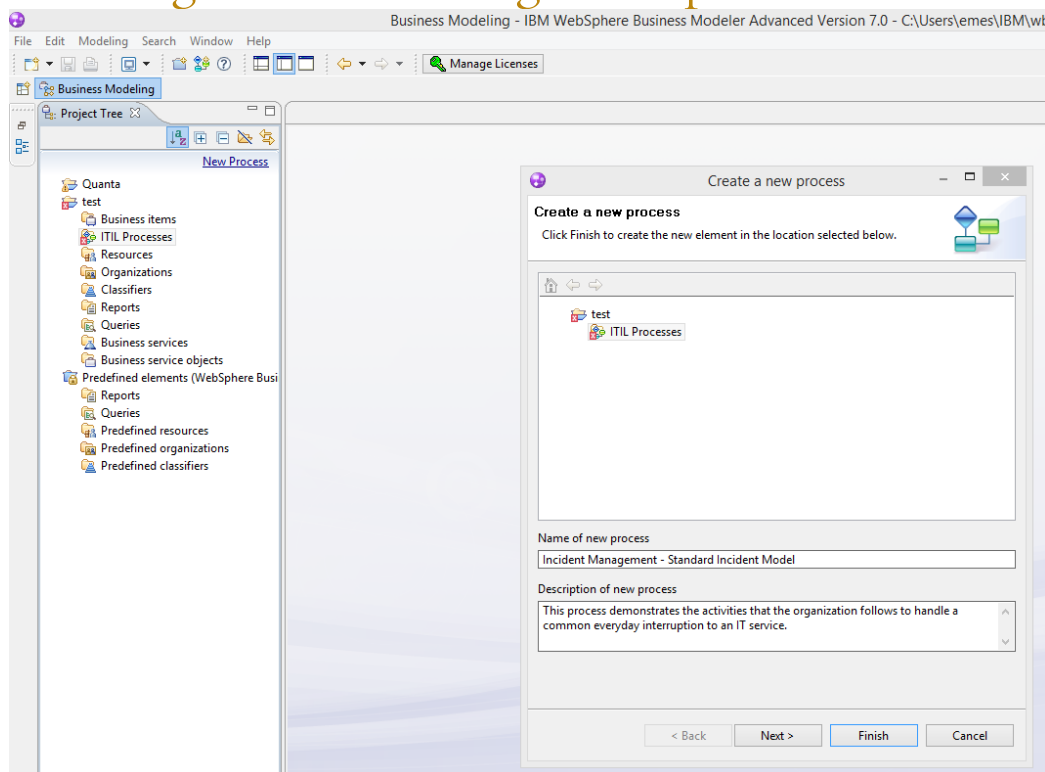 Business Modeling - IBM WebSphere Business Modeler Advanced Version 7.0 - C:\Users\emes\IBM\wb
File Edit Modeling Search Window Help
Manage Licenses
Business Modeling
Project Tree
New Process
Quanta
test
Business items
ITIL Processes
Resources
Organizations
Classifiers
Reports
Queries
Business services
Business service objects
Predefined elements (WebSphere Busi
Reports
Queries
Predefined resources
Predefined organizations
Predefined classifiers
Create a new process
Create a new process
Click Finish to create the new element in the location selected below.
test
ITIL Processes
Name of new process
Incident Management - Standard Incident Model
Description of new process
This process demonstrates the activities that the organization follows to handle a
common everyday interruption to an IT service.
< Back Next > Finish Cancel